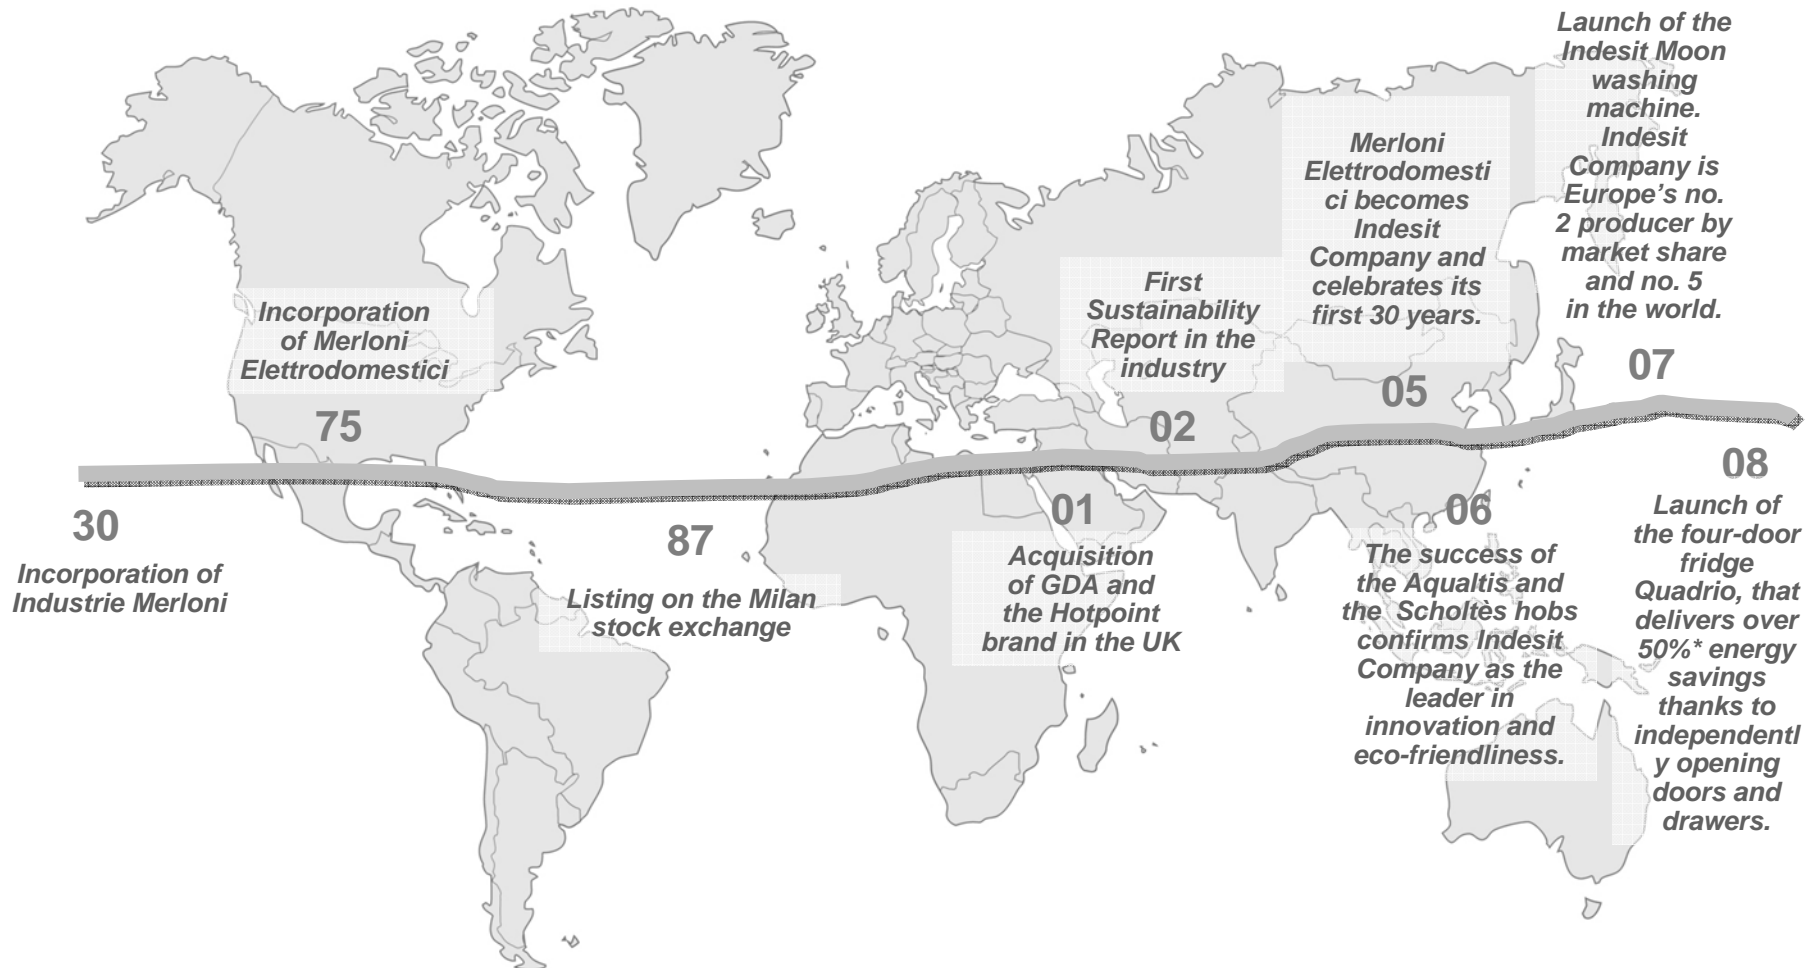 30
Incorporation of
Industrie Merloni
Incorporation
of Merloni
Elettrodomestici
75
87
Listing on the Milan
stock exchange
01
Acquisition
of GDA and
the Hotpoint
brand in the UK
First
Sustainability
Report in the
industry
02
Merloni
Elettrodomesti
ci becomes
Indesit
Company and
celebrates its
first 30 years.
05
06
The success of
the Aqualtis and
the Scholtès hobs
confirms Indesit
Company as the
leader in
innovation and
eco-friendliness.
Launch of the
Indesit Moon
washing
machine.
Indesit
Company is
Europe’s no.
2 producer by
market share
and no. 5
in the world.
07
08
Launch of
the four-door
fridge
Quadrio, that
delivers over
50%* energy
savings
thanks to
independentl
y opening
doors and
drawers.